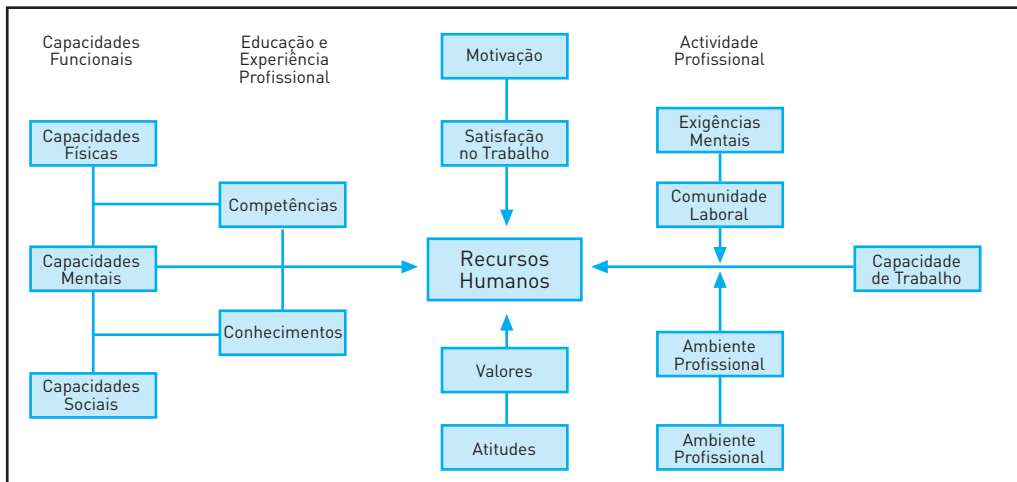 Capacidades
Funcionais
Educação e
Experiência
Profissional
Motivação
Actividade
Profissional
Capacidades
Físicas
Satisfação
no Trabalho
Exigências
Mentais
Competências
Comunidade
Laboral
Capacidades
Mentais
Recursos
Humanos
Capacidade
de Trabalho
Conhecimentos
Valores
Ambiente
Profissional
Capacidades
Sociais
Atitudes
Ambiente
Profissional